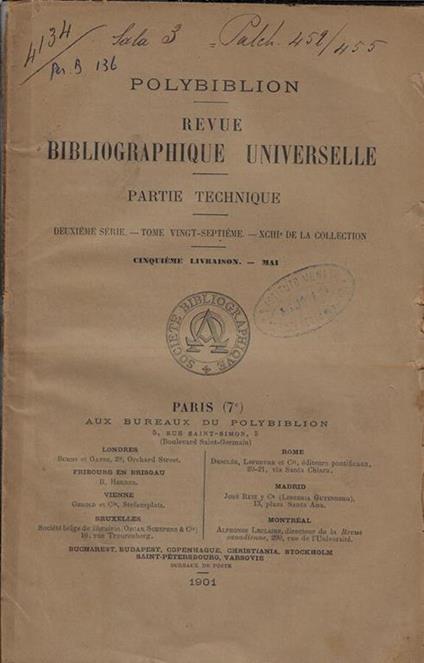 4134
Sala 3 = Palch. 452/455
Per. B 136
POLYBIBLION
REVUE
BIBLIOGRAPHIQUE UNIVERSELLE
PARTIE TECHNIQUE
DEUXIÈME SÉRIE. — TOME VINGT-SEPTIÈME. — XCIIIe DE LA COLLECTION
CINQUIÈME LIVRAISON. — MAI
SOCIÉTÉ BIBLIOGRAPHIQUE
ΑΩ
PARIS (7e)
AUX BUREAUX DU POLYBIBLION
5, RUE SAINT-SIMON, 5
(Boulevard Saint-Germain)
LONDRES
BURNS et OATES, 28, Orchard Street.
FRIBOURG EN BRISGAU
B. HERDER.
VIENNE
GEROLD et Cie, Stefansplatz.
BRUXELLES
Société belge de librairie, OSCAR SCHEPENS & Cie;
16, rue Treurenberg.
ROME
DESCLÉE, LEFEBVRE et Cie, éditeurs pontificaux,
20-21, via Santa Chiara.
MADRID
JOSÉ RUIZ y Ca (LIBRERIA GUTENBERG),
13, plaza Santa Ana.
MONTRÉAL
ALPHONSE LECLAIRE, directeur de la Revue
canadienne, 290, rue de l'Université.
BUCHAREST, BUDAPEST, COPENHAGUE, CHRISTIANIA, STOCKHOLM
SAINT-PÉTERSBOURG, VARSOVIE
BUREAUX DE POSTE
1901